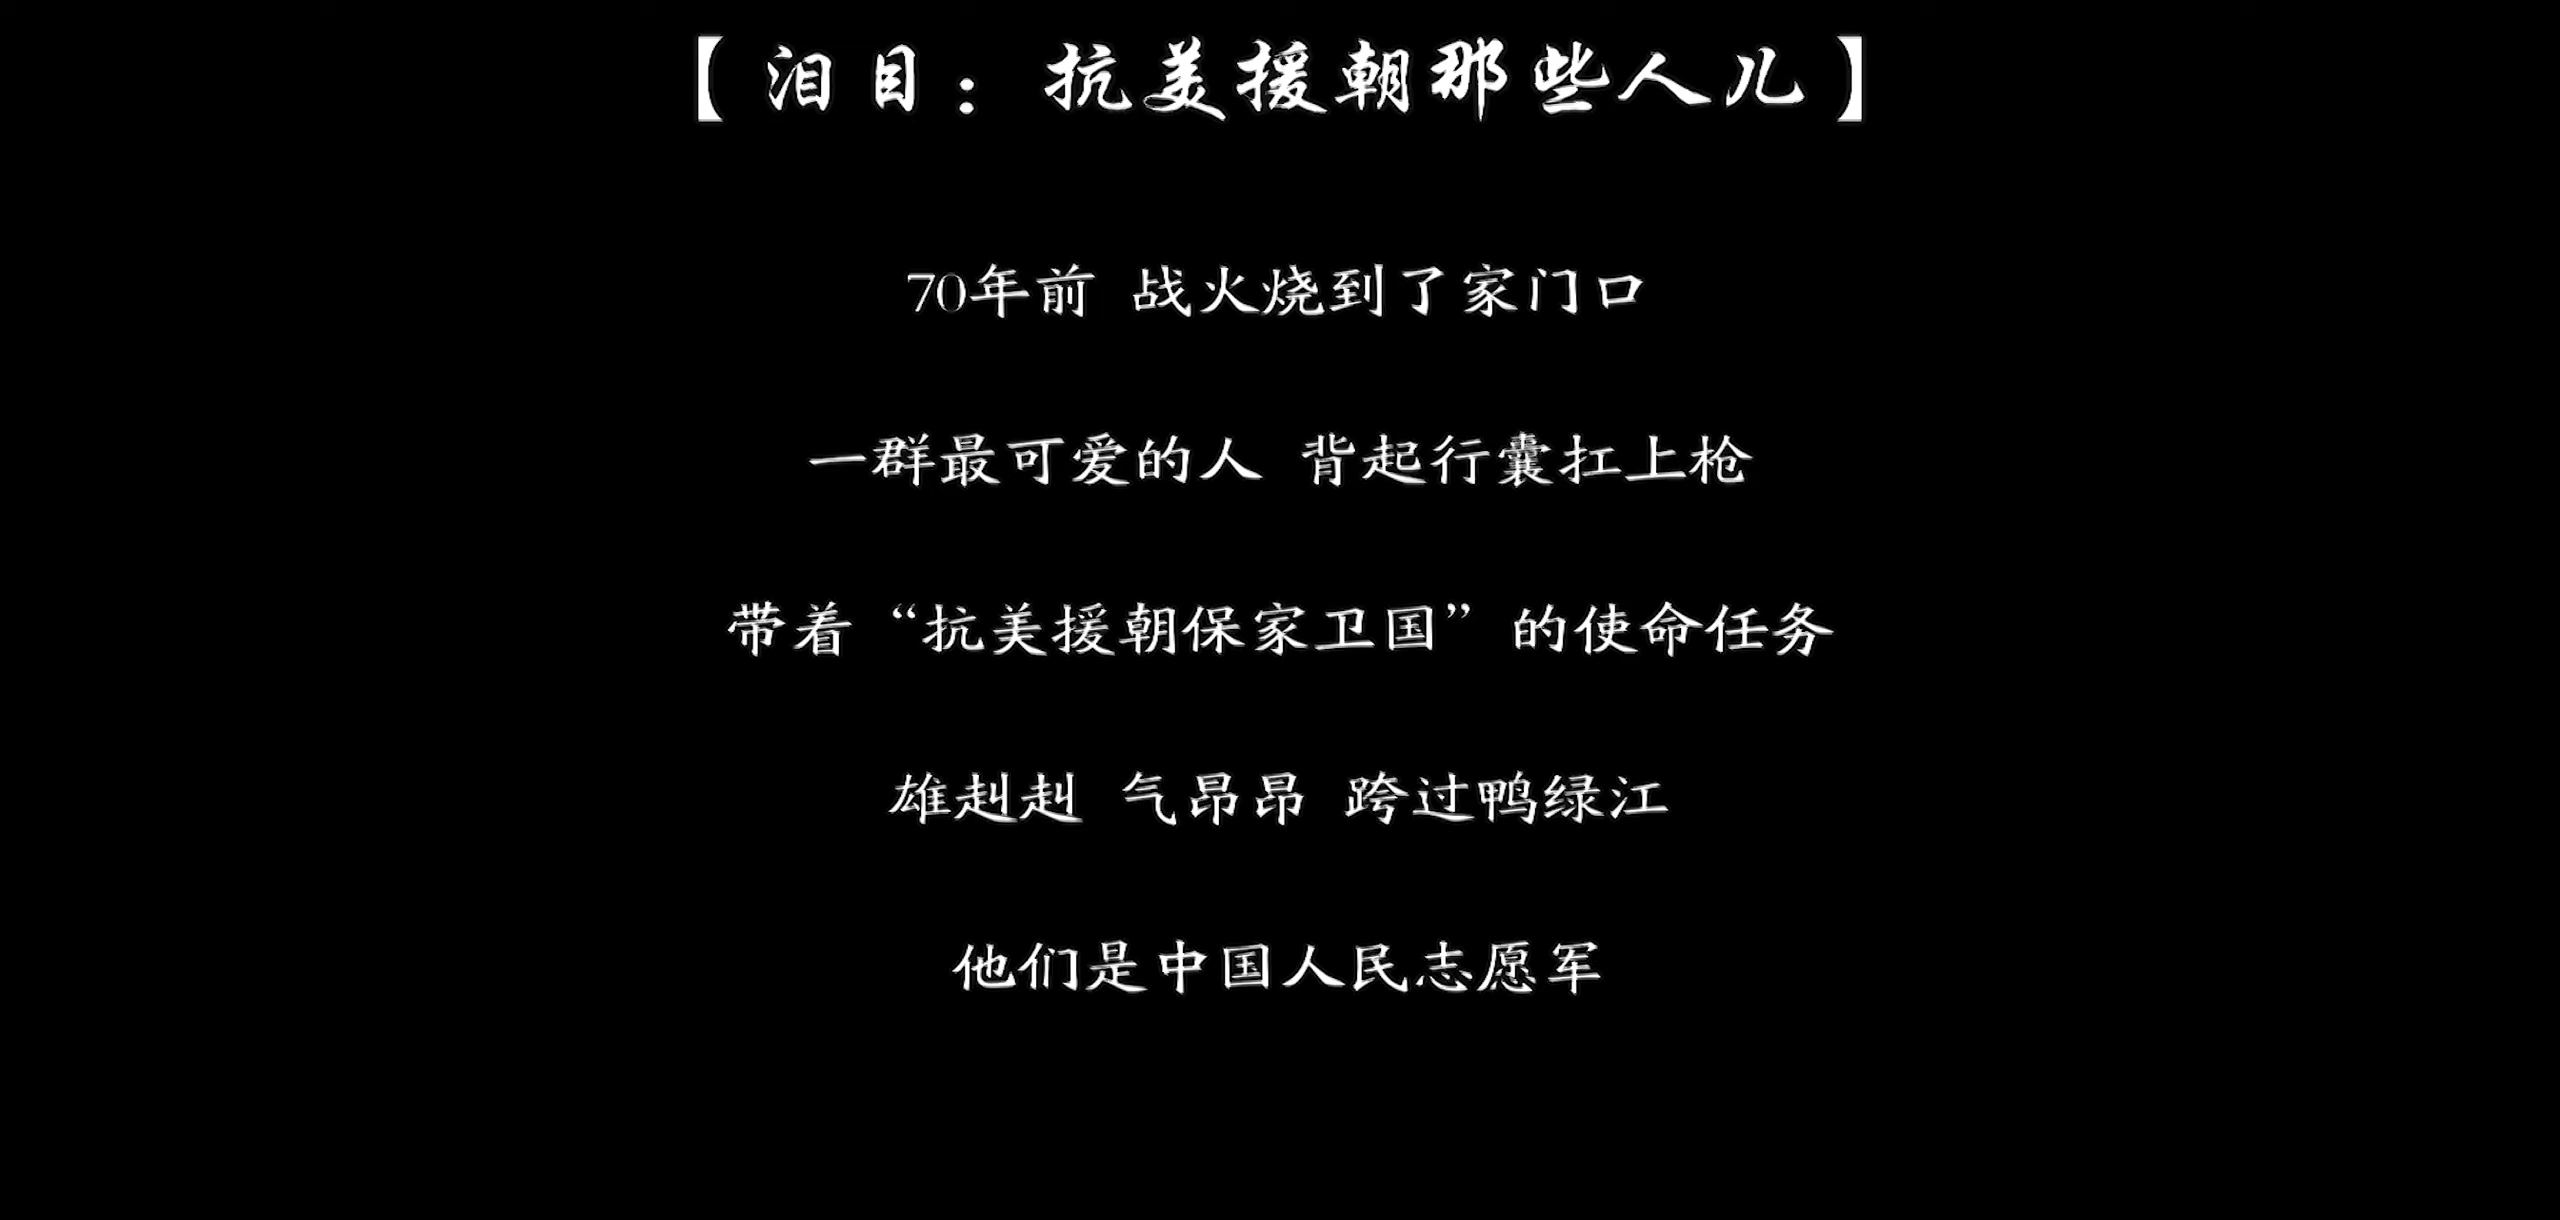 【泪目：抗美援朝那些人儿】
70年前 战火烧到了家门口
一群最可爱的人 背起行囊扛上枪
带着“抗美援朝保家卫国”的使命任务
雄赳赳 气昂昂 跨过鸭绿江
他们是中国人民志愿军